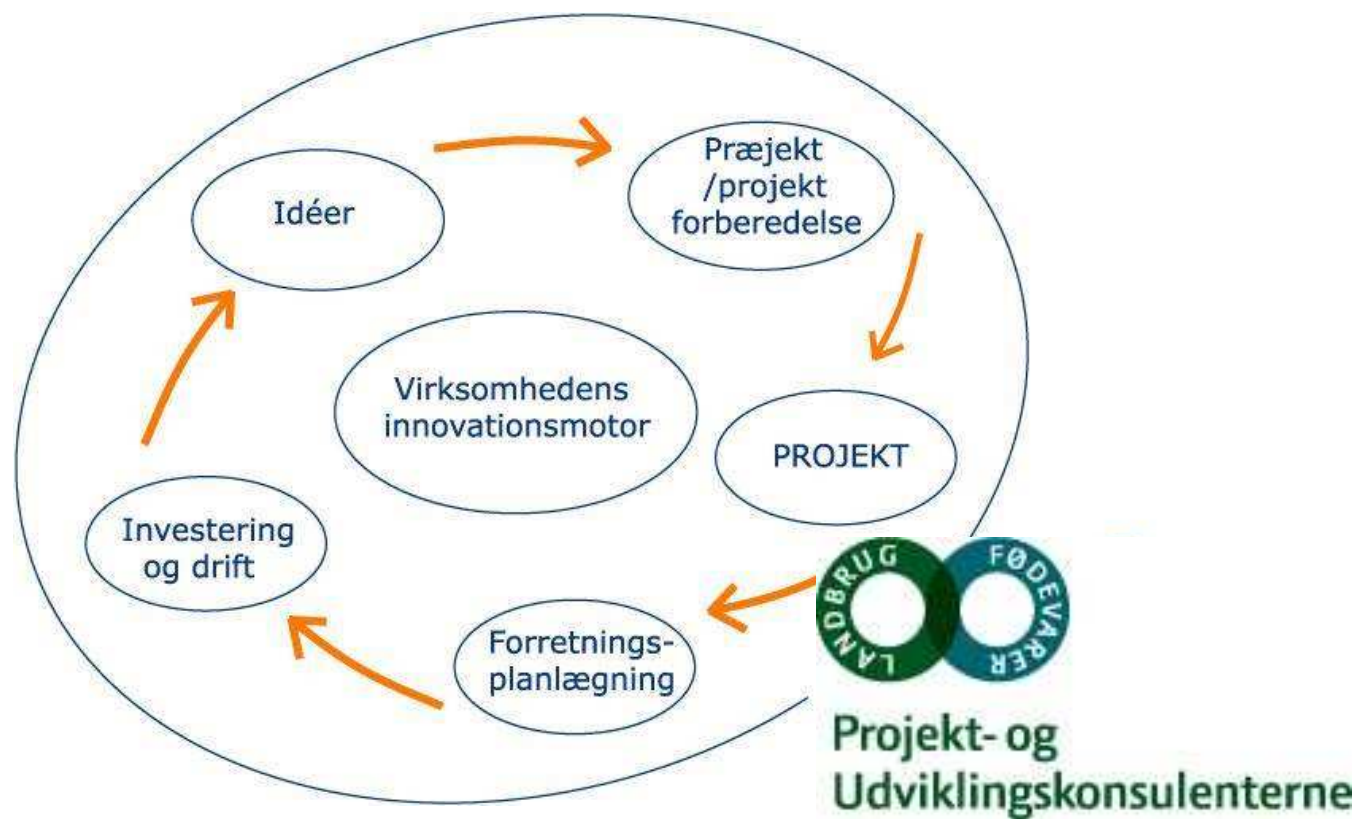 Idéer
Præjekt
/projekt
forberedelse
Virksomhedens
innovationsmotor
PROJEKT
Investering
og drift
Forretnings-
planlægning
LANDBRUG
FØDEVARER
Projekt- og
Udviklingskonsulenterne